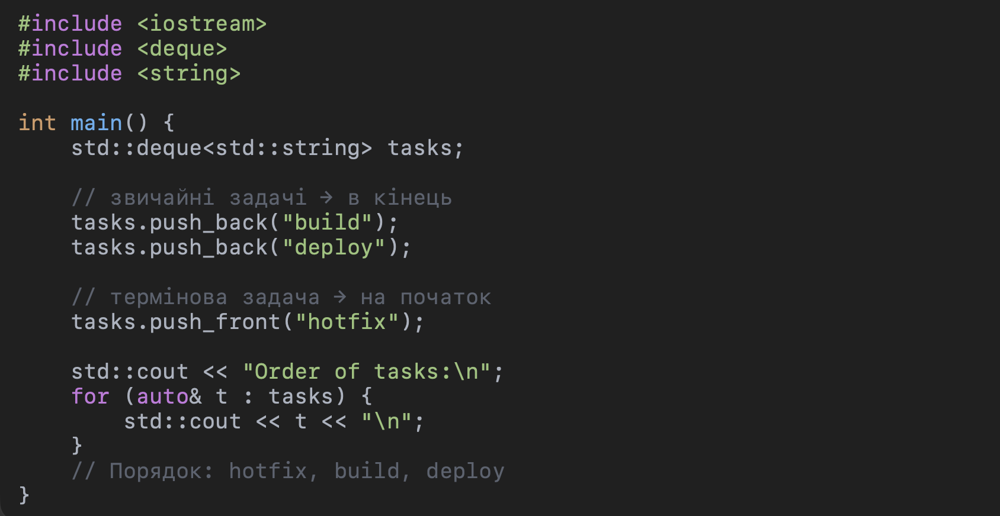 #include <iostream>
#include <deque>
#include <string>
int main() {
std::deque<std::string> tasks;
// звичайні задачі → в кінець
tasks.push_back("build");
tasks.push_back("deploy");
// термінова задача → на початок
tasks.push_front("hotfix");
std::cout << "Order of tasks:\n";
for (auto& t : tasks) {
std::cout << t << "\n";
}
// Порядок: hotfix, build, deploy
}